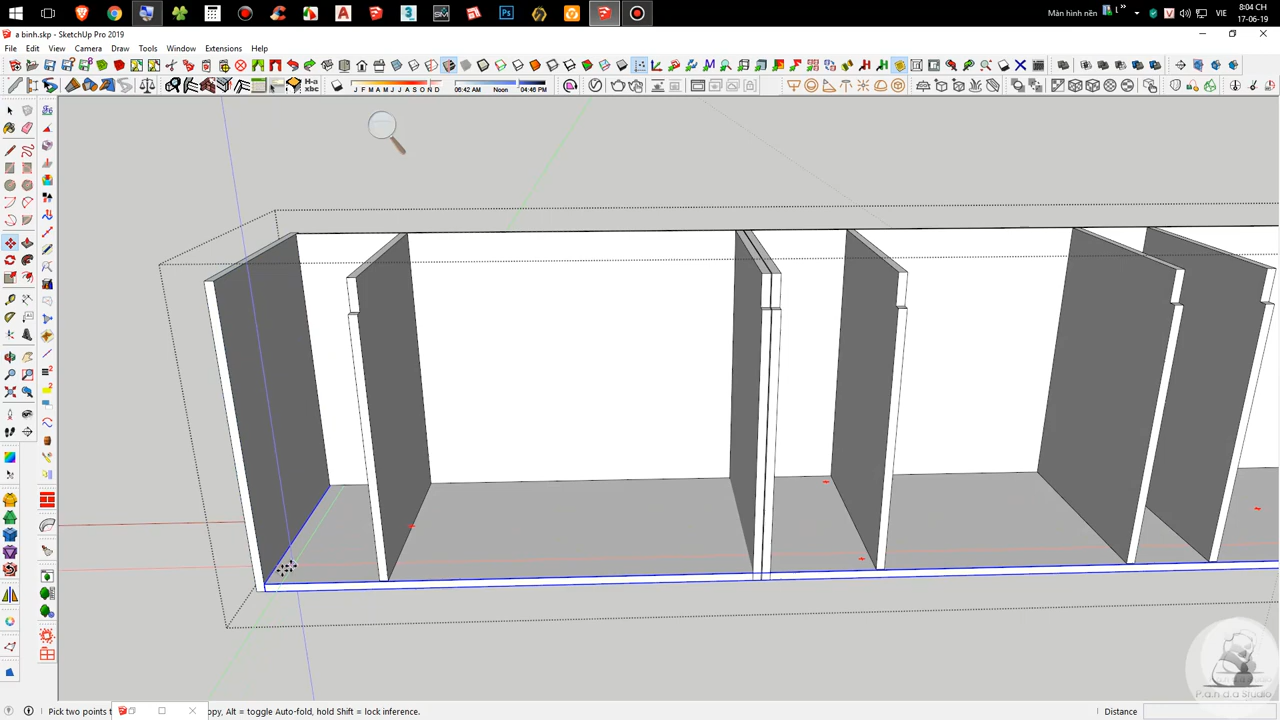 Màn hình nền
VIE
8:04 CH
17-06-19
a binh.skp - SketchUp Pro 2019
File Edit View Camera Draw Tools Window Extensions Help
H-a
xbc
J F M A M J J A S O N D
06:42 AM Noon 04:46 PM
P.a.n.d.a Studio
Pick two points t
opy, Alt = toggle Auto-fold, hold Shift = lock inference.
Distance